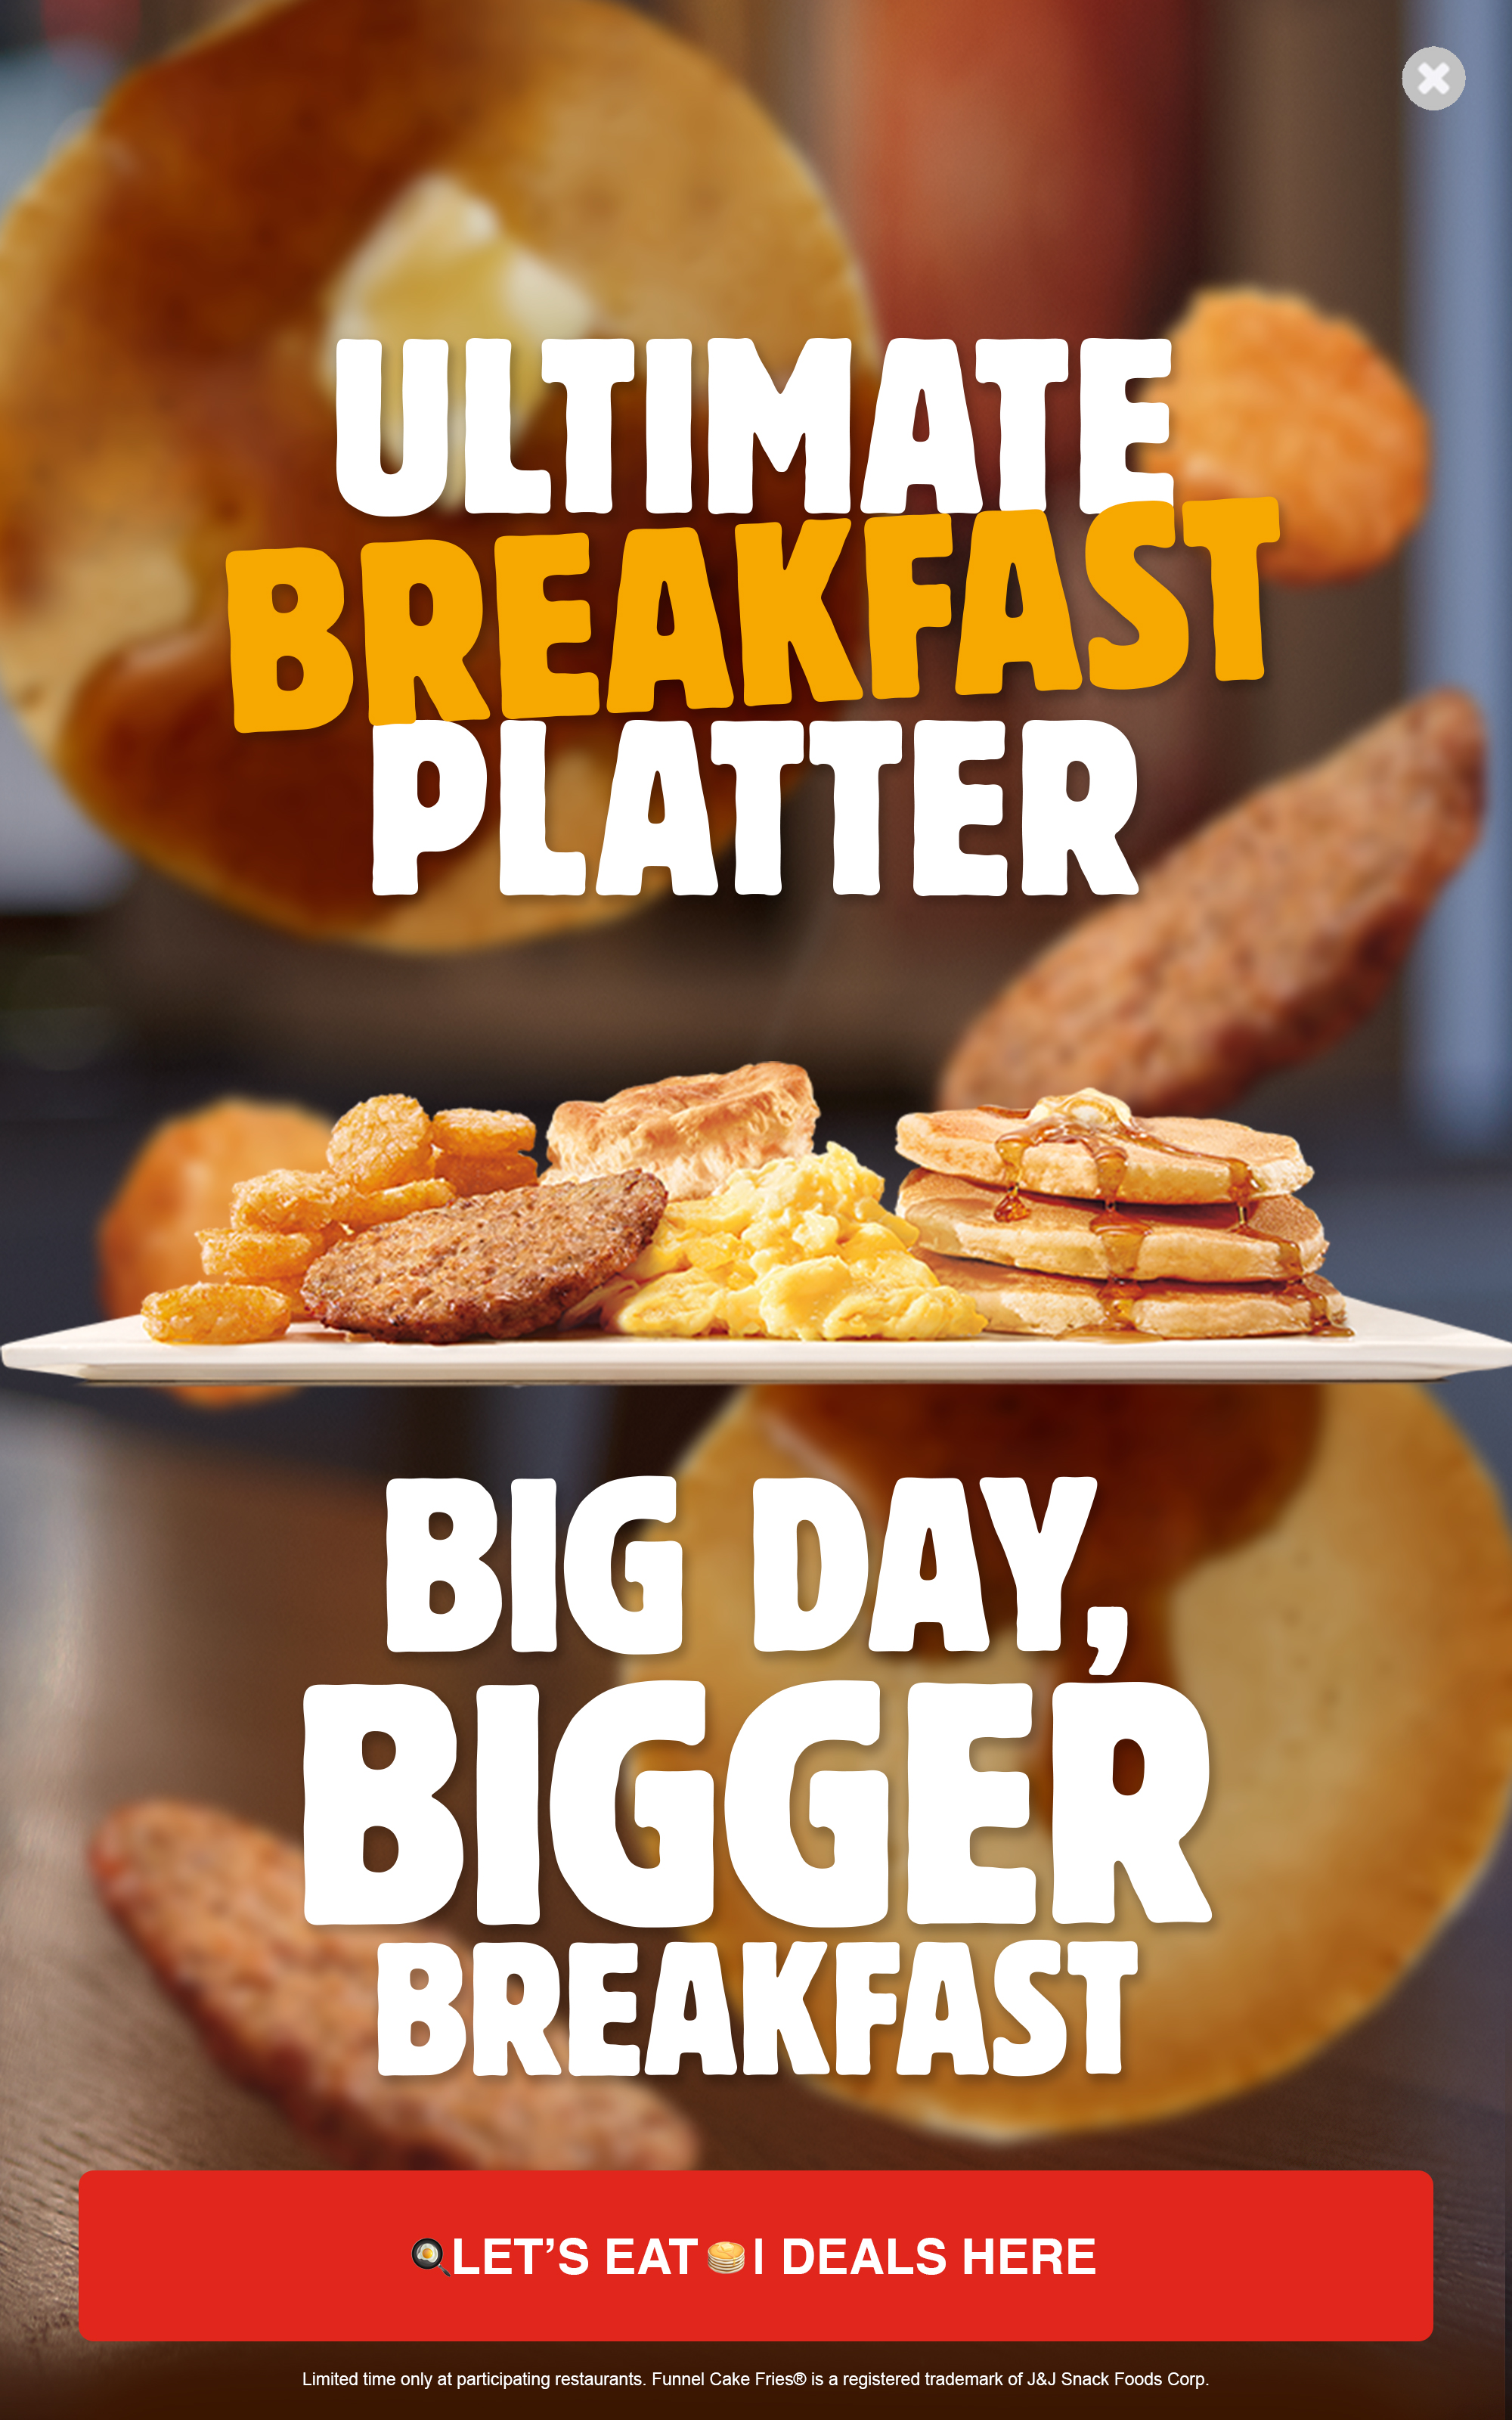 ULTIMATE
BREAKFAST
PLATTER
BIG DAY,
BIGGER
BREAKFAST
🍳LET’S EAT🥞| DEALS HERE
Limited time only at participating restaurants. Funnel Cake Fries® is a registered trademark of J&J Snack Foods Corp.